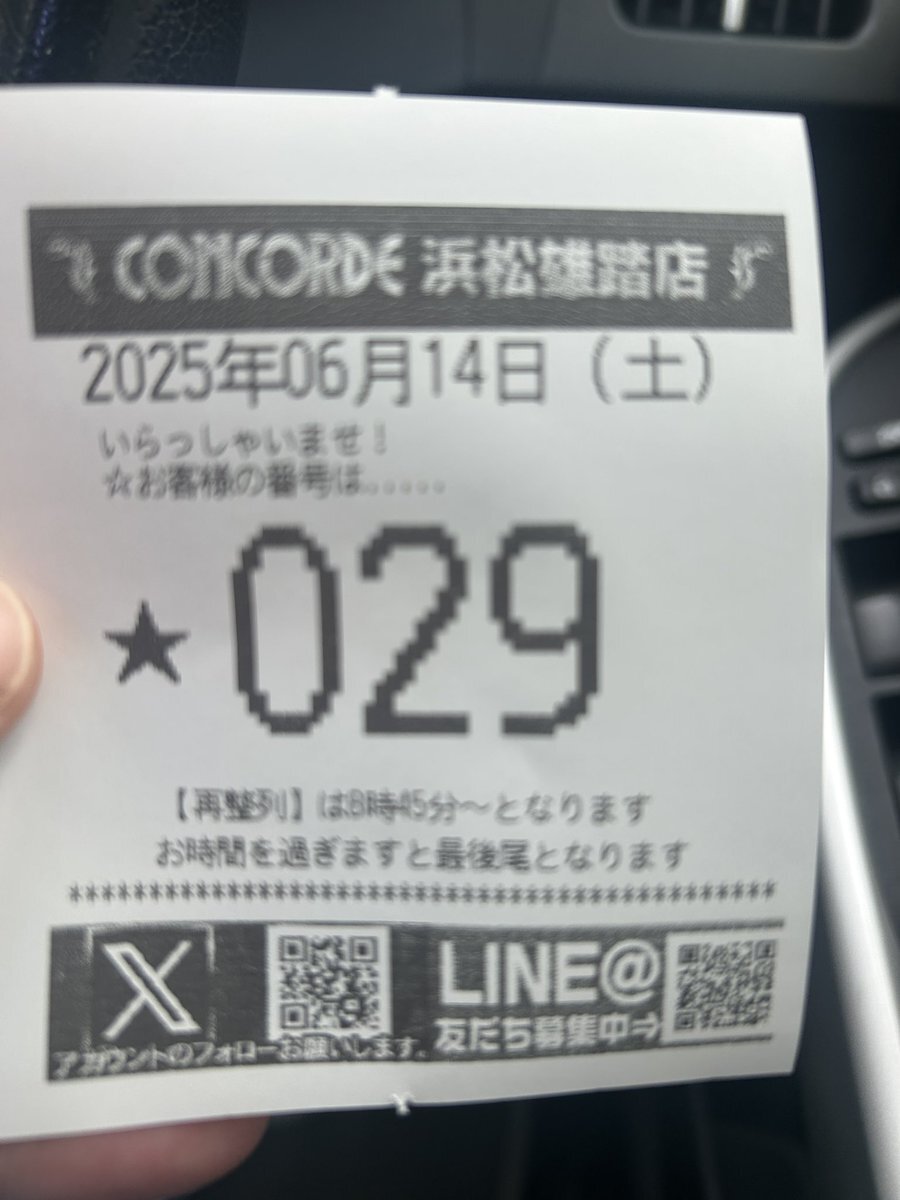 CONCORDE 浜松雄踏店
2025年06月14日（土）
いらっしゃいませ！
☆お客様の番号は......
★029
【再整列】は8時45分～となります
お時間を過ぎますと最後尾となります
******************************************
X
アカウントのフォローお願いします。
LINE@
友だち募集中→